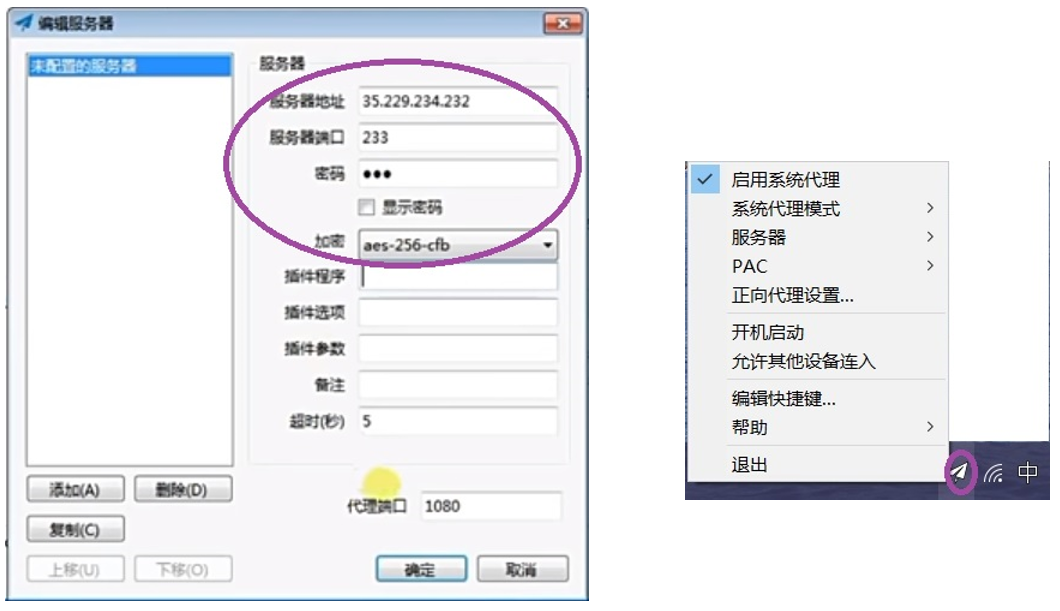 编辑服务器
未配置的服务器
服务器
服务器地址 35.229.234.232
服务器端口 233
密码 ●●●
显示密码
加密 aes-256-cfb
插件程序
插件选项
插件参数
备注
超时(秒) 5
添加(A) 删除(D)
代理端口 1080
复制(C)
上移(U) 下移(O)
确定 取消
启用系统代理
系统代理模式
服务器
PAC
正向代理设置...
开机启动
允许其他设备连入
编辑快捷键...
帮助
退出
中